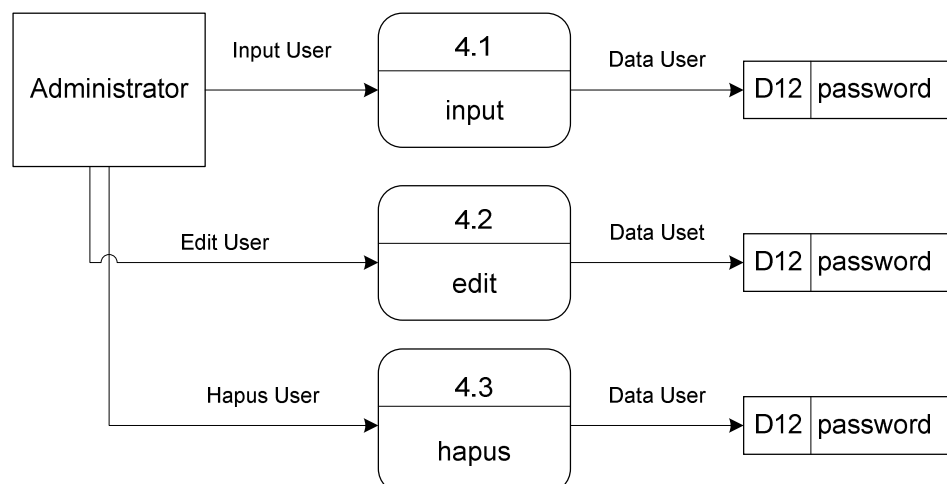 Administrator
Input User
4.1
input
Data User
D12 password
Edit User
4.2
edit
Data Uset
D12 password
Hapus User
4.3
hapus
Data User
D12 password